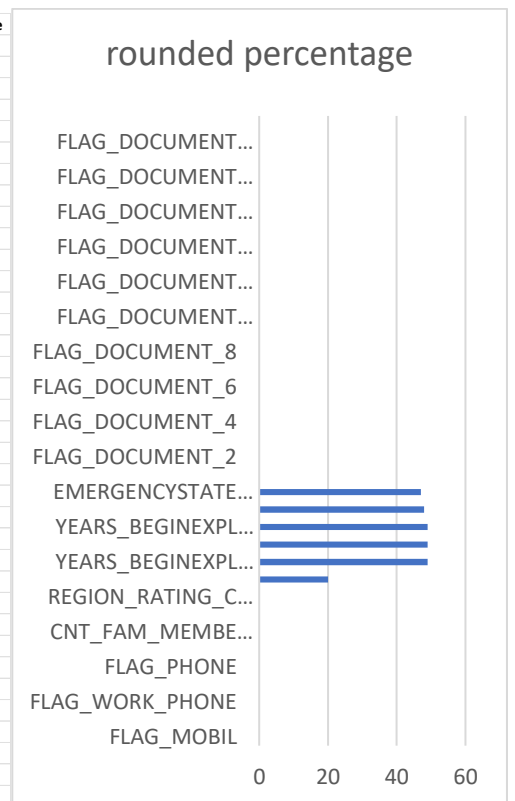 e
rounded percentage
FLAG_DOCUMENT...
FLAG_DOCUMENT...
FLAG_DOCUMENT...
FLAG_DOCUMENT...
FLAG_DOCUMENT...
FLAG_DOCUMENT...
FLAG_DOCUMENT_8
FLAG_DOCUMENT_6
FLAG_DOCUMENT_4
FLAG_DOCUMENT_2
EMERGENCYSTATE...
YEARS_BEGINEXPL...
YEARS_BEGINEXPL...
REGION_RATING_C...
CNT_FAM_MEMBE...
FLAG_PHONE
FLAG_WORK_PHONE
FLAG_MOBIL
0 20 40 60